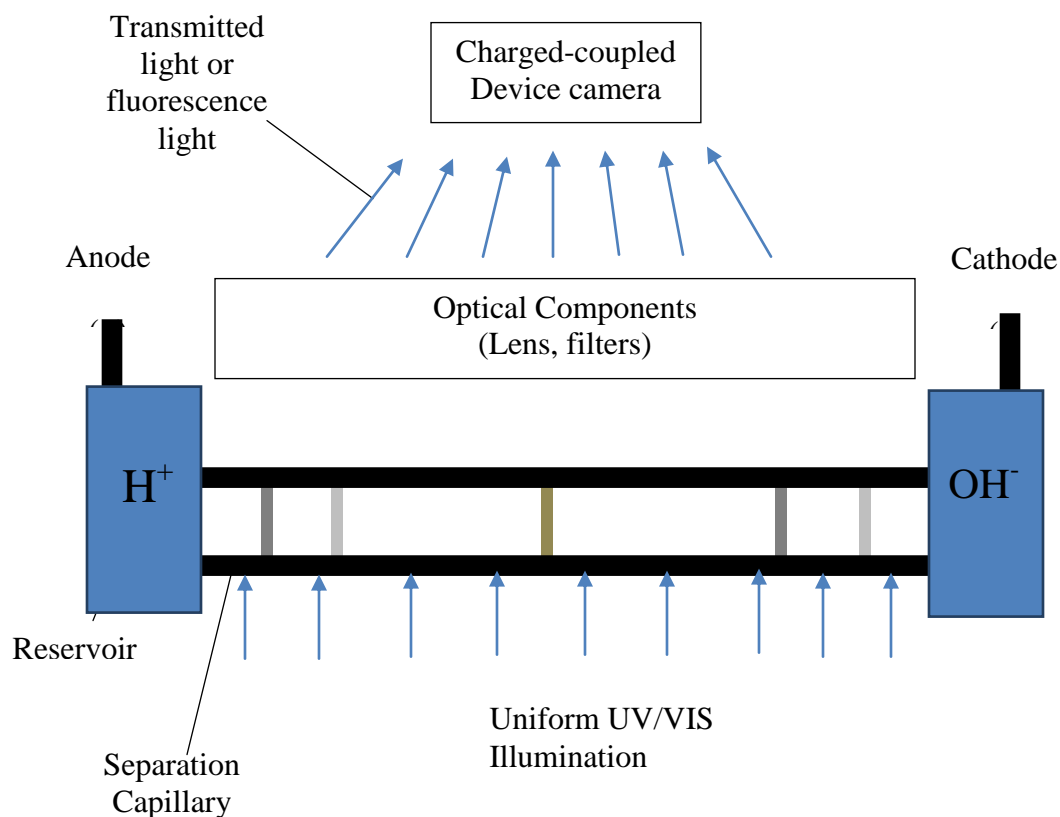 Transmitted
light or
fluorescence
light
Charged-coupled
Device camera
Anode
Cathode
Optical Components
(Lens, filters)
H⁺
OH⁻
Reservoir
Separation
Capillary
Uniform UV/VIS
Illumination